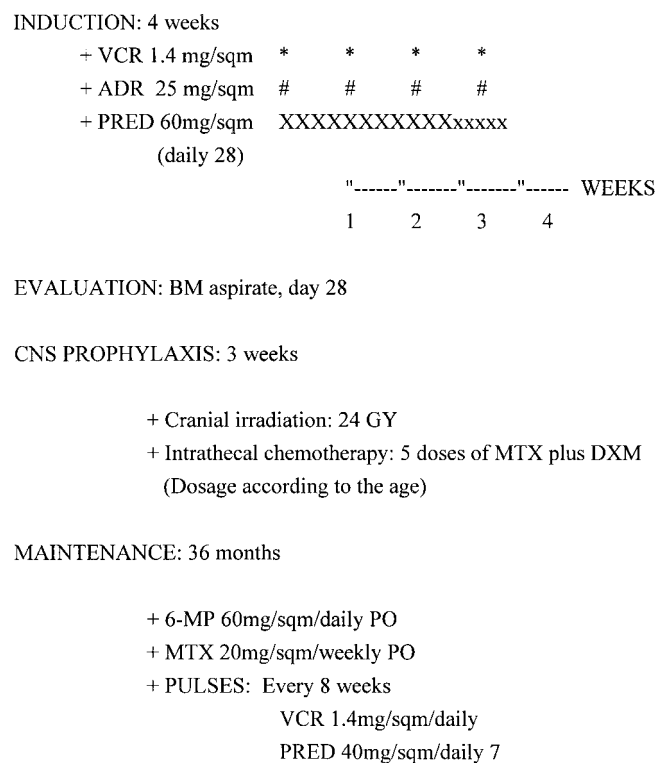 INDUCTION: 4 weeks
+ VCR 1.4 mg/sqm * * * *
+ ADR 25 mg/sqm # # # #
+ PRED 60mg/sqm XXXXXXXXXXXxxxxx
(daily 28)
"------"-------"-------"------ WEEKS
1 2 3 4
EVALUATION: BM aspirate, day 28
CNS PROPHYLAXIS: 3 weeks
+ Cranial irradiation: 24 GY
+ Intrathecal chemotherapy: 5 doses of MTX plus DXM
(Dosage according to the age)
MAINTENANCE: 36 months
+ 6-MP 60mg/sqm/daily PO
+ MTX 20mg/sqm/weekly PO
+ PULSES: Every 8 weeks
VCR 1.4mg/sqm/daily
PRED 40mg/sqm/daily 7